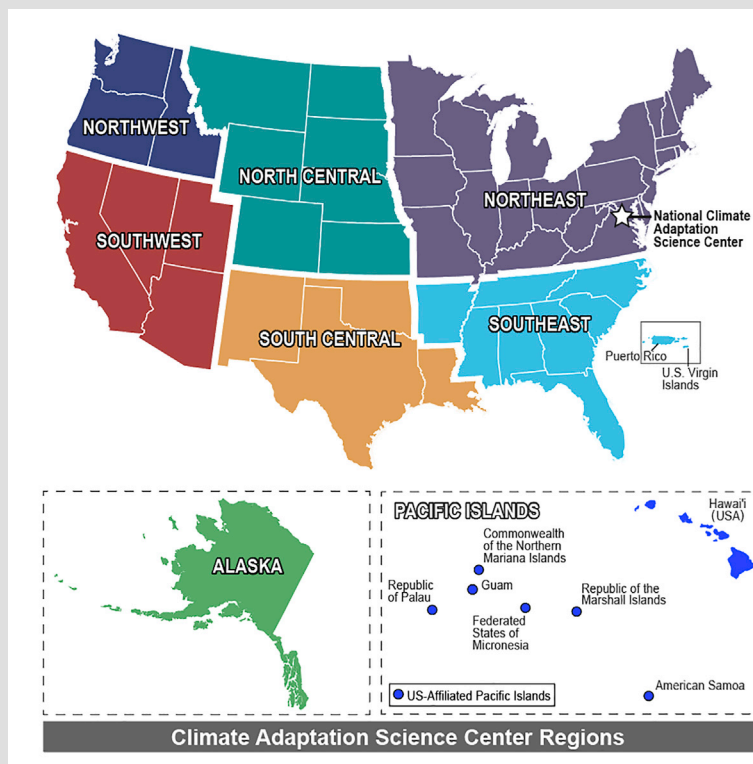 NORTHWEST
NORTH CENTRAL
NORTHEAST
National Climate
Adaptation
Science Center
SOUTHWEST
SOUTH CENTRAL
SOUTHEAST
Puerto Rico
U.S. Virgin
Islands
ALASKA
PACIFIC ISLANDS
Hawai'i
(USA)
Commonwealth
of the Northern
Mariana Islands
Republic
of Palau
Guam
Federated
States of
Micronesia
Republic of the
Marshall Islands
American Samoa
US-Affiliated Pacific Islands
Climate Adaptation Science Center Regions